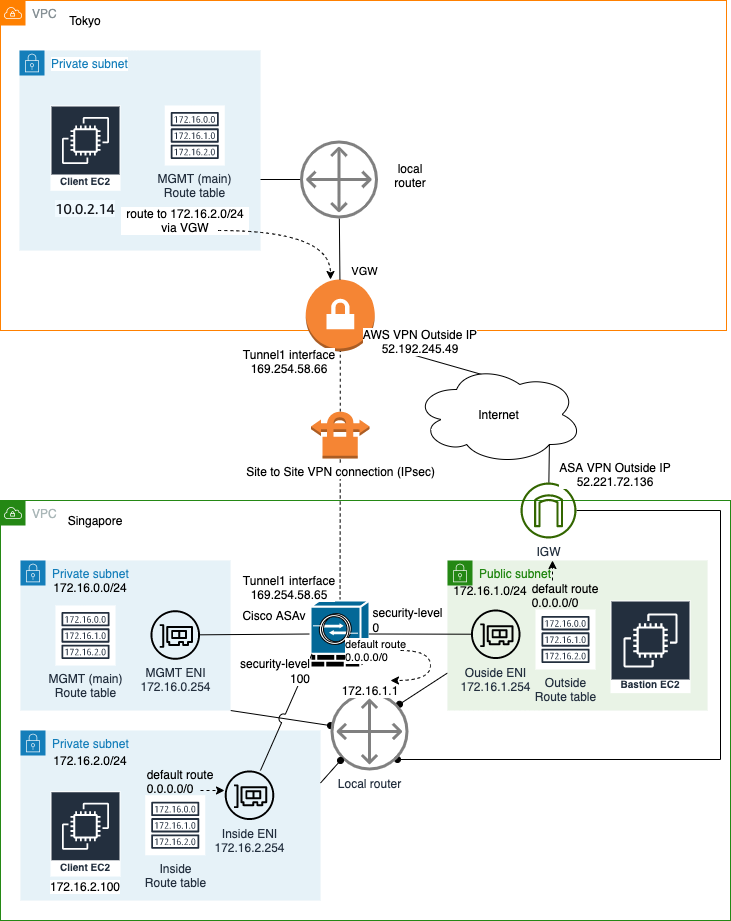 VPC
Tokyo
Private subnet
172.16.0.0
172.16.1.0
172.16.2.0
Client EC2
MGMT (main)
Route table
10.0.2.14
route to 172.16.2.0/24
via VGW
local
router
VGW
AWS VPN Outside IP
52.192.245.49
Tunnel1 interface
169.254.58.66
Internet
Site to Site VPN connection (IPsec)
ASA VPN Outside IP
52.221.72.136
VPC
Singapore
IGW
Private subnet
172.16.0.0/24
172.16.0.0
172.16.1.0
172.16.2.0
MGMT (main)
Route table
MGMT ENI
172.16.0.254
Tunnel1 interface
169.254.58.65
Cisco ASAv
security-level
0
default route
0.0.0.0/0
security-level
100
172.16.1.1
Local router
Public subnet
172.16.1.0/24
default route
0.0.0.0/0
172.16.0.0
172.16.1.0
172.16.2.0
Ouside ENI
172.16.1.254
Outside
Route table
Bastion EC2
Private subnet
172.16.2.0/24
default route
0.0.0.0/0
172.16.0.0
172.16.1.0
172.16.2.0
Client EC2
172.16.2.100
Inside
Route table
Inside ENI
172.16.2.254